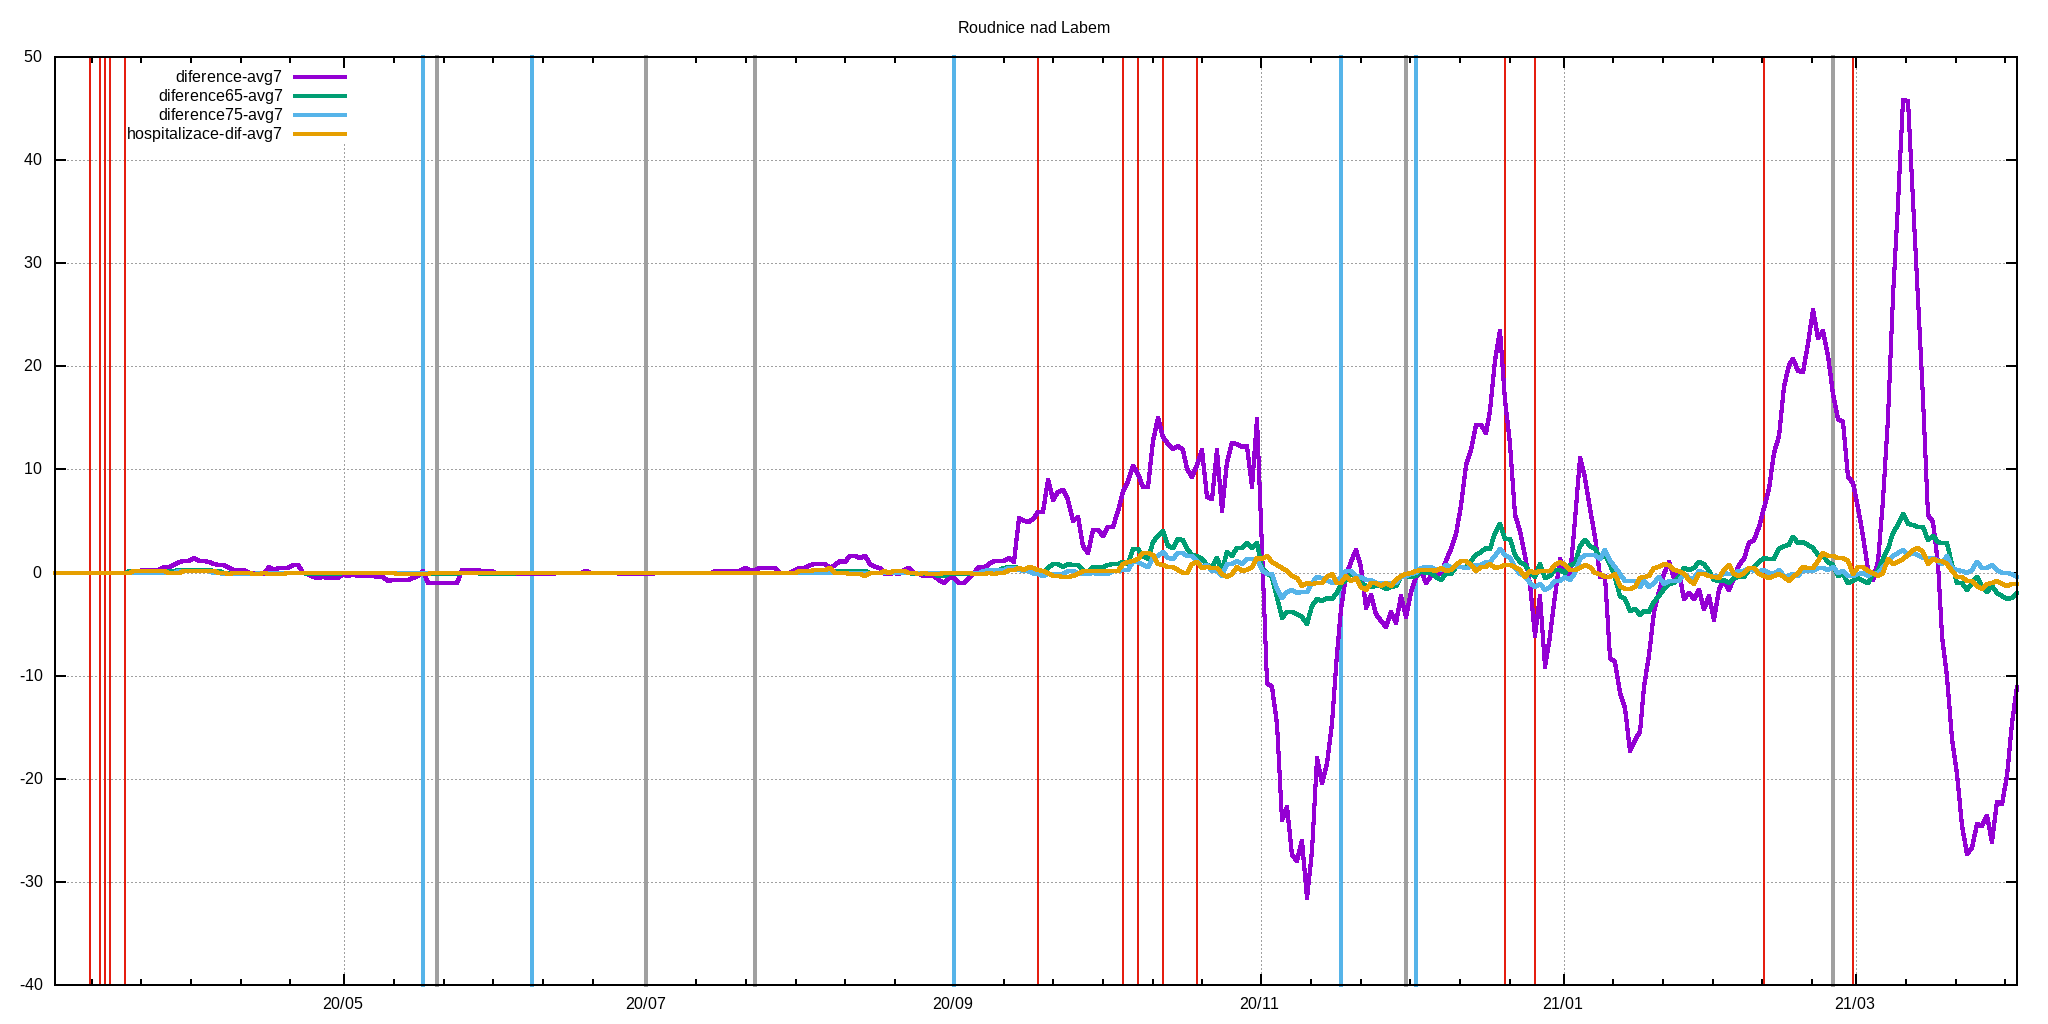 Roudnice nad Labem
50
40
30
20
10
0
-10
-20
-30
-40
diference-avg7
diference65-avg7
diference75-avg7
hospitalizace-dif-avg7
20/05 20/07 20/09 20/11 21/01 21/03